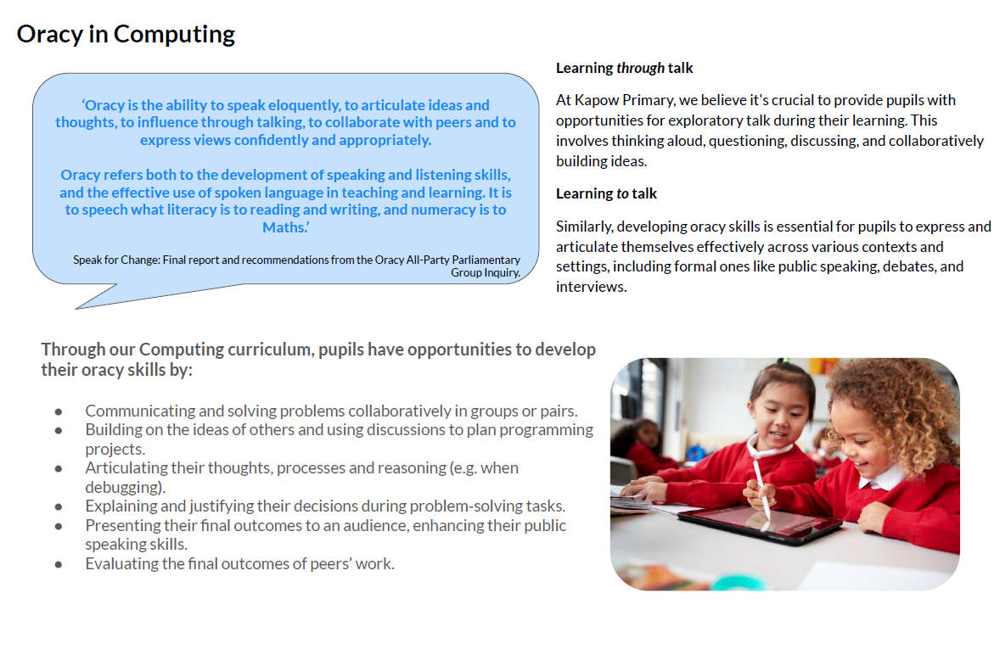 Oracy in Computing
‘Oracy is the ability to speak eloquently, to articulate ideas and
thoughts, to influence through talking, to collaborate with peers and to
express views confidently and appropriately.
Oracy refers both to the development of speaking and listening skills,
and the effective use of spoken language in teaching and learning. It is
to speech what literacy is to reading and writing, and numeracy is to
Maths.’
Speak for Change: Final report and recommendations from the Oracy All-Party Parliamentary
Group Inquiry.
Learning through talk
At Kapow Primary, we believe it's crucial to provide pupils with
opportunities for exploratory talk during their learning. This
involves thinking aloud, questioning, discussing, and collaboratively
building ideas.
Learning to talk
Similarly, developing oracy skills is essential for pupils to express and
articulate themselves effectively across various contexts and
settings, including formal ones like public speaking, debates, and
interviews.
Through our Computing curriculum, pupils have opportunities to develop
their oracy skills by:
● Communicating and solving problems collaboratively in groups or pairs.
● Building on the ideas of others and using discussions to plan programming
projects.
● Articulating their thoughts, processes and reasoning (e.g. when
debugging).
● Explaining and justifying their decisions during problem-solving tasks.
● Presenting their final outcomes to an audience, enhancing their public
speaking skills.
● Evaluating the final outcomes of peers’ work.